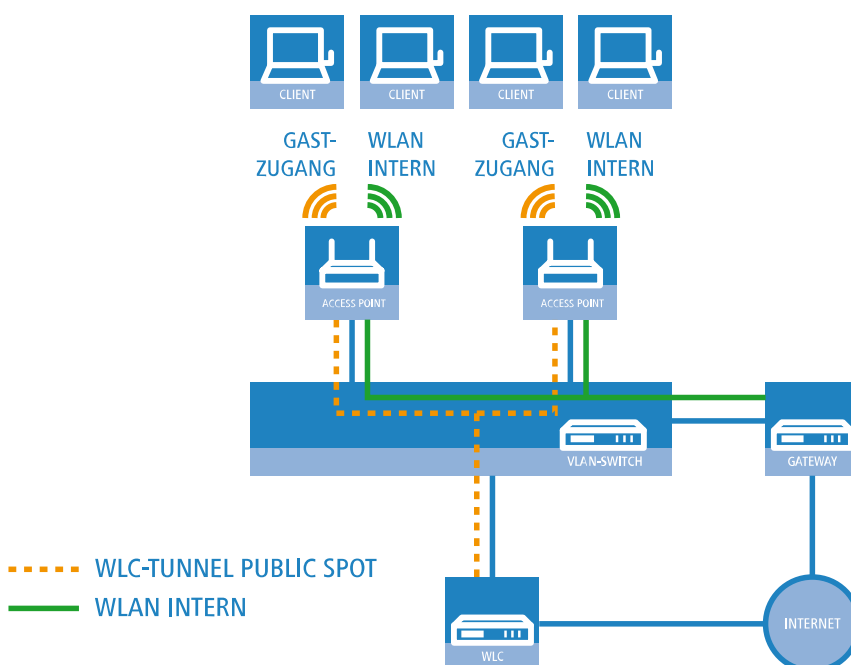 CLIENT
CLIENT
CLIENT
CLIENT
GAST-
ZUGANG
WLAN
INTERN
GAST-
ZUGANG
WLAN
INTERN
ACCESS POINT
ACCESS POINT
VLAN-SWITCH
GATEWAY
WLC-TUNNEL PUBLIC SPOT
WLAN INTERN
INTERNET
WLC